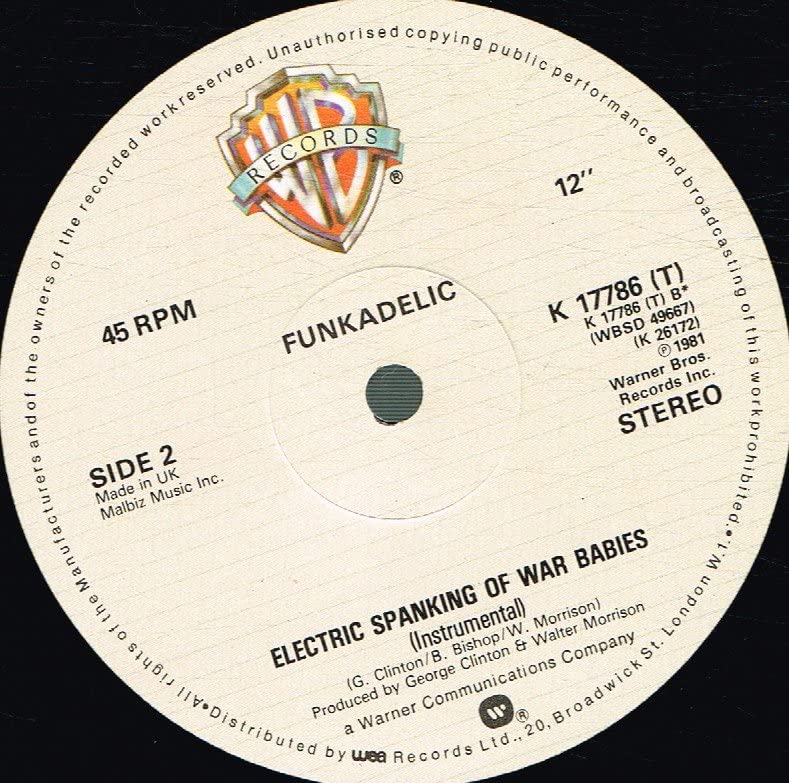 All rights of the Manufacturers and of the owners of the recorded work reserved. Unauthorised copying public performance and broadcasting of this work prohibited.
WB
RECORDS
®
12"
45 RPM
FUNKADELIC
K 17786 (T)
K 17786 (T) B*
(WBSD 49667)
(K 26172)
℗ 1981
Warner Bros.
Records Inc.
STEREO
SIDE 2
Made in UK
Malbiz Music Inc.
ELECTRIC SPANKING OF WAR BABIES
(Instrumental)
(G. Clinton/B. Bishop/W. Morrison)
Produced by George Clinton & Walter Morrison
a Warner Communications Company
®
•Distributed by wea Records Ltd., 20, Broadwick St. London W.1.•